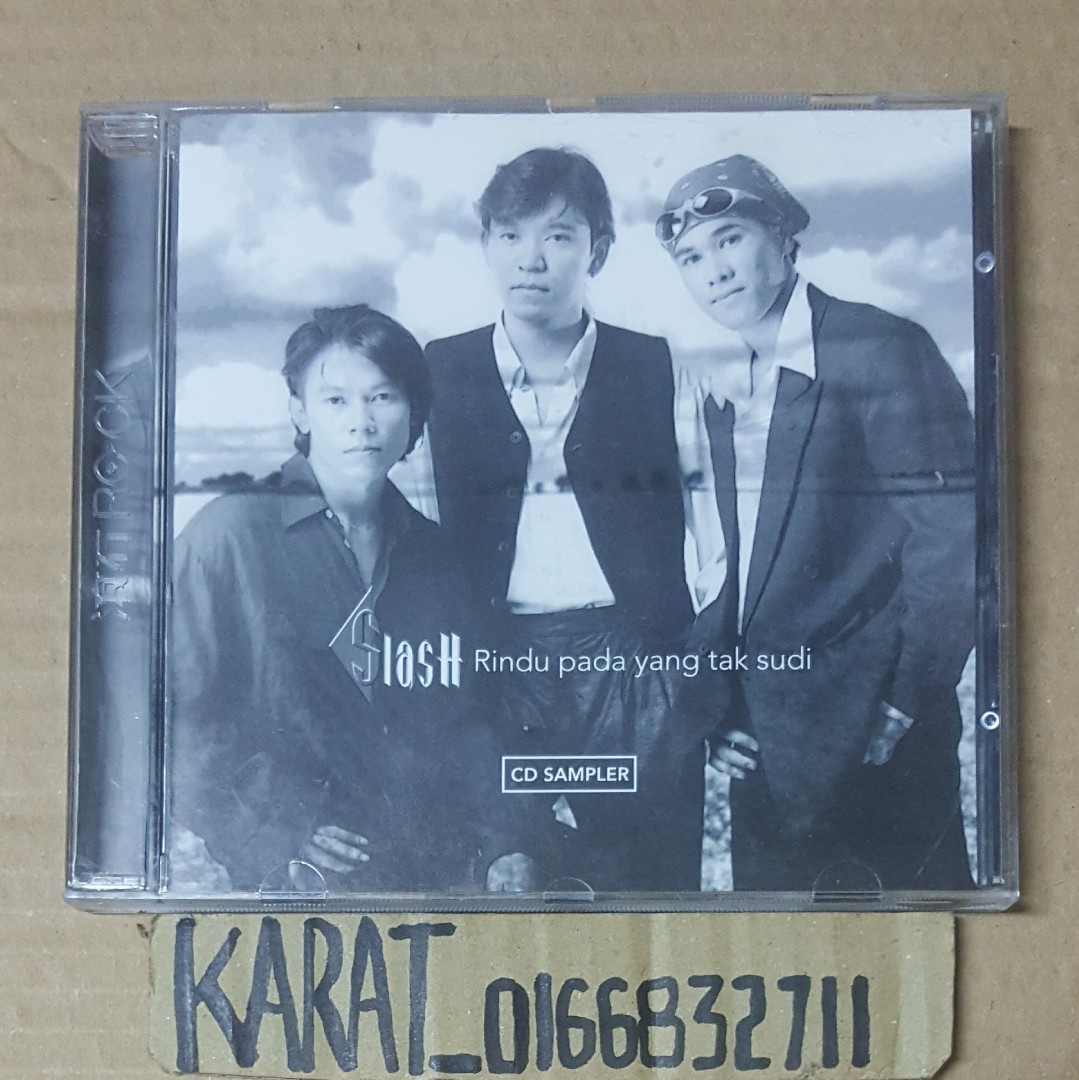 SlasH Rindu pada yang tak sudi
CD SAMPLER
KARAT_0166832711